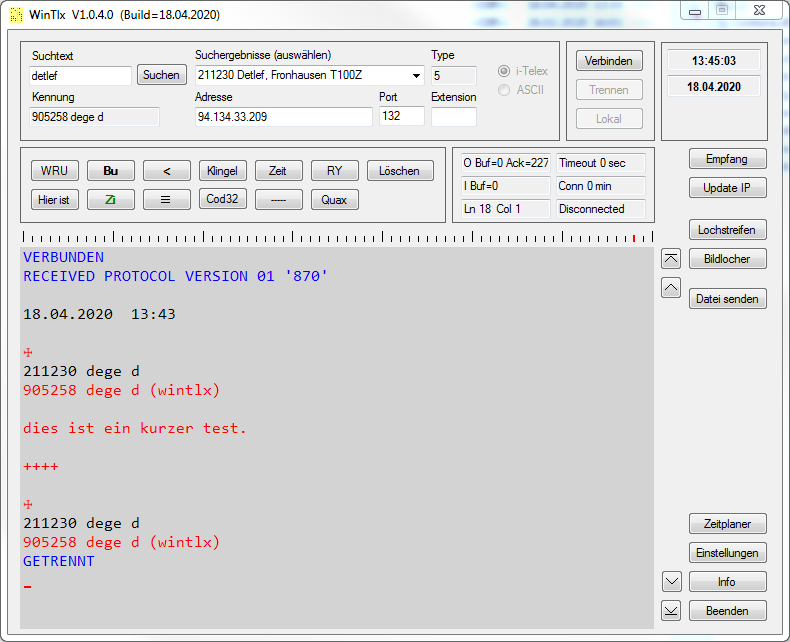 WinTlx V1.0.4.0 (Build=18.04.2020)
Suchtext
Suchergebnisse (auswählen)
Type
detlef
Suchen
211230 Detlef, Fronhausen T100Z
5
i-Telex
ASCII
Kennung
Adresse
Port
Extension
905258 dege d
94.134.33.209
132
Verbinden
Trennen
Lokal
13:45:03
18.04.2020
WRU
Bu
<
Klingel
Zeit
RY
Löschen
Hier ist
Zi
☰
Cod32
-----
Quax
O Buf=0 Ack=227
Timeout 0 sec
I Buf=0
Conn 0 min
Ln 18 Col 1
Disconnected
Empfang
Update IP
Lochstreifen
Bildlocher
Datei senden
VERBUNDEN
RECEIVED PROTOCOL VERSION 01 '870'
18.04.2020  13:43
✠
211230 dege d
905258 dege d (wintlx)
dies ist ein kurzer test.
++++
✠
211230 dege d
905258 dege d (wintlx)
GETRENNT
_
Zeitplaner
Einstellungen
Info
Beenden